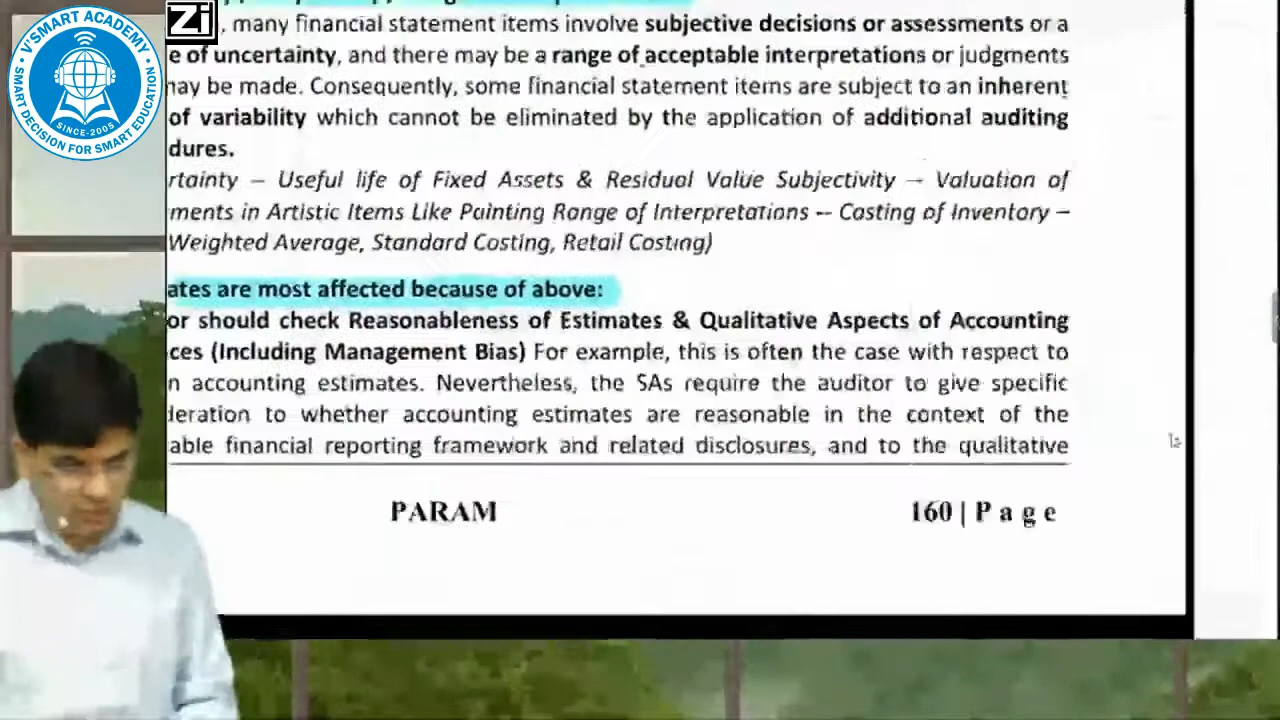 V'SMART ACADEMY
SINCE-2005
SMART DECISION FOR SMART EDUCATION
Zi
, many financial statement items involve subjective decisions or assessments or a
e of uncertainty, and there may be a range of acceptable interpretations or judgments
may be made. Consequently, some financial statement items are subject to an inherent
of variability which cannot be eliminated by the application of additional auditing
dures.
rtainty – Useful life of Fixed Assets & Residual Value Subjectivity – Valuation of
ments in Artistic Items Like Painting Range of Interpretations – Costing of Inventory –
Weighted Average, Standard Costing, Retail Costing)
ates are most affected because of above:
or should check Reasonableness of Estimates & Qualitative Aspects of Accounting
ces (Including Management Bias) For example, this is often the case with respect to
n accounting estimates. Nevertheless, the SAs require the auditor to give specific
deration to whether accounting estimates are reasonable in the context of the
able financial reporting framework and related disclosures, and to the qualitative
PARAM 160 | P a g e